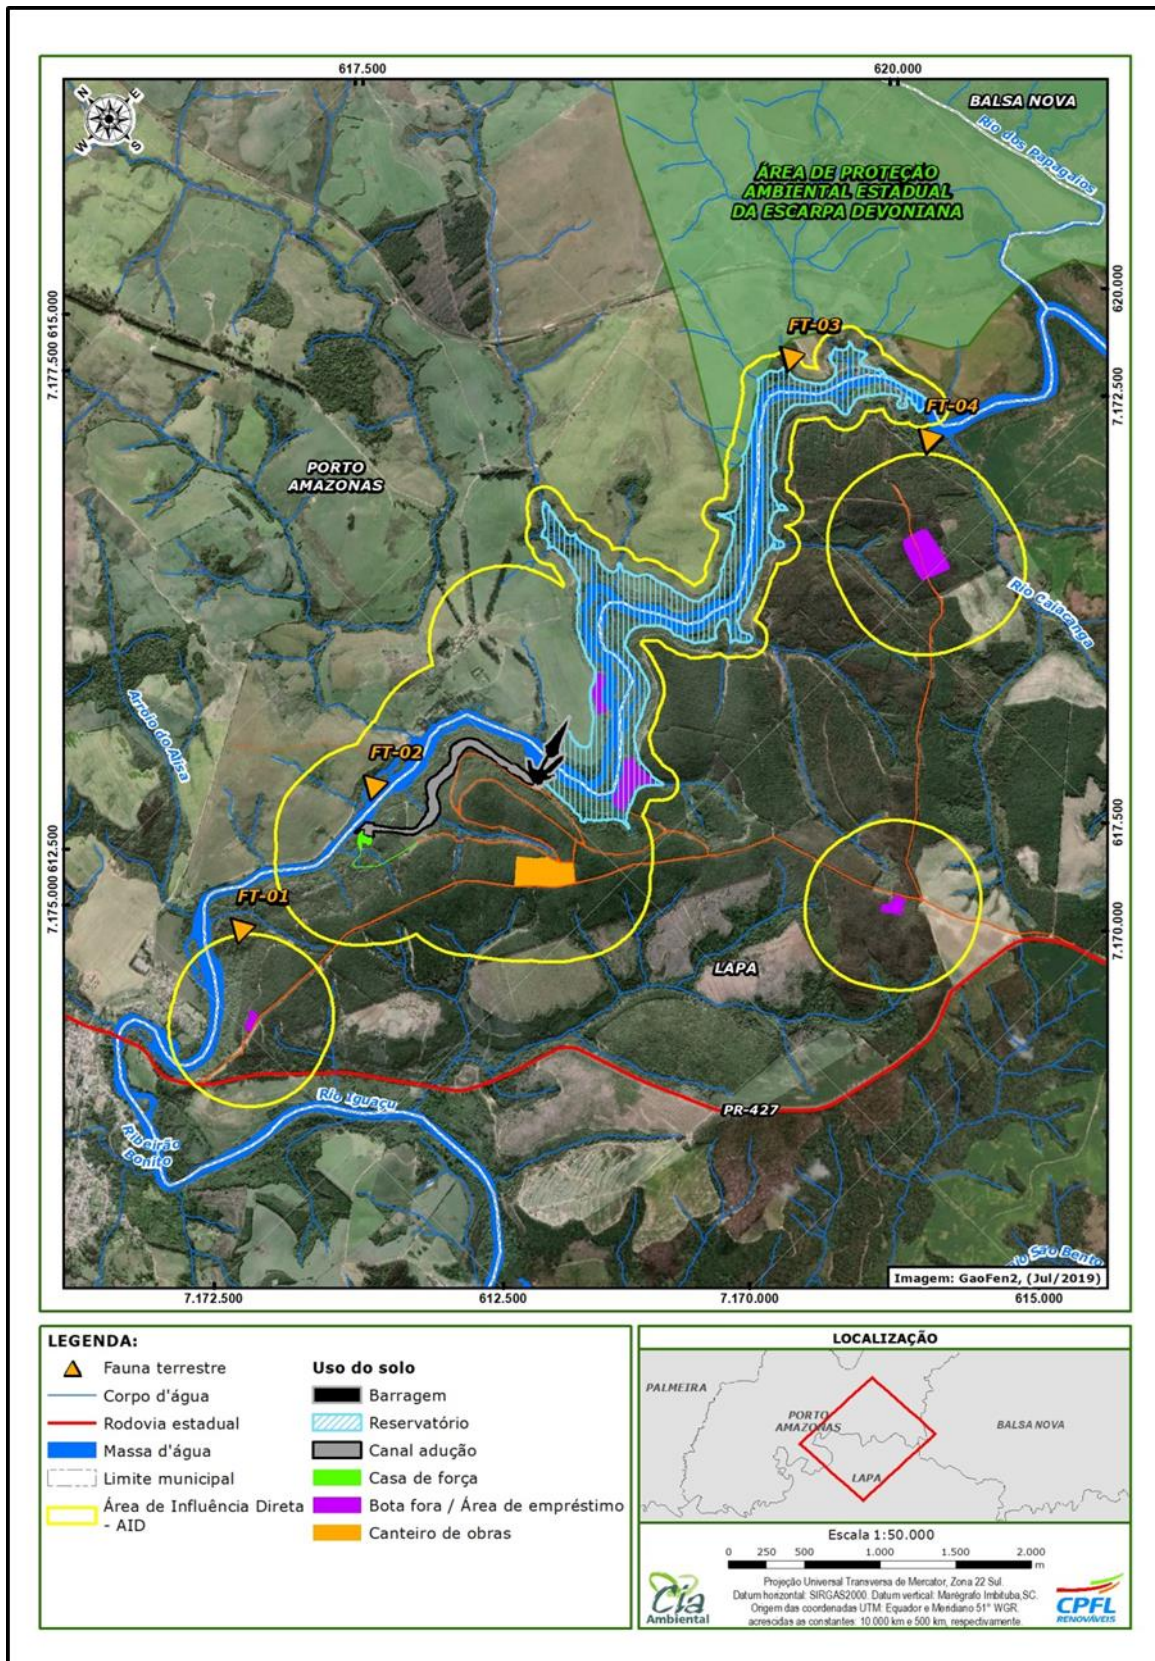 617.500
620.000
N
E
W
S
BALSA NOVA
Rio dos Papagaios
ÁREA DE PROTEÇÃO
AMBIENTAL ESTADUAL
DA ESCARPA DEVONIANA
615.000
7.177.500
620.000
7.172.500
FT-03
FT-04
PORTO
AMAZONAS
Rio Caiacanga
Arroio do Alisa
FT-02
612.500
7.175.000
617.500
7.170.000
FT-01
LAPA
Rio Iguaçu
PR-427
Ribeirão
Bonito
Rio São Bento
Imagem: GaoFen2, (Jul/2019)
7.172.500
612.500
7.170.000
615.000
LEGENDA:
Fauna terrestre
Corpo d'água
Rodovia estadual
Massa d'água
Limite municipal
Área de Influência Direta
- AID
Uso do solo
Barragem
Reservatório
Canal adução
Casa de força
Bota fora / Área de empréstimo
Canteiro de obras
LOCALIZAÇÃO
PALMEIRA
PORTO
AMAZONAS
BALSA NOVA
LAPA
Escala 1:50.000
0 250 500 1.000 1.500 2.000
m
Projeção Universal Transversa de Mercator, Zona 22 Sul.
Datum horizontal: SIRGAS2000. Datum vertical: Marégrafo Imbituba,SC.
Origem das coordenadas UTM: Equador e Meridiano 51° WGR.
acrescidas as constantes: 10.000 km e 500 km, respectivamente.
Cia
Ambiental
CPFL
RENOVÁVEIS